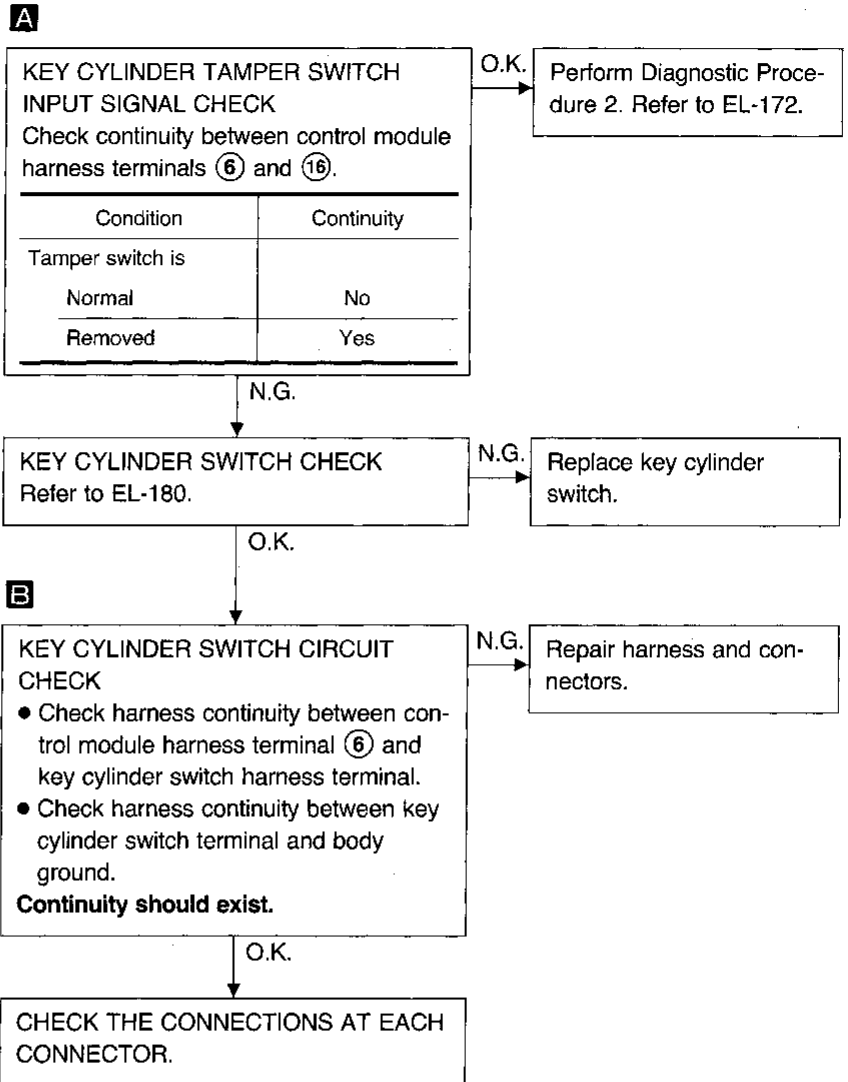 A
KEY CYLINDER TAMPER SWITCH
INPUT SIGNAL CHECK
Check continuity between control module
harness terminals ⑥ and ⑯.
Condition Continuity
Tamper switch is
Normal No
Removed Yes
O.K.
Perform Diagnostic Proce-
dure 2. Refer to EL-172.
N.G.
KEY CYLINDER SWITCH CHECK
Refer to EL-180.
N.G.
Replace key cylinder
switch.
O.K.
B
KEY CYLINDER SWITCH CIRCUIT
CHECK
● Check harness continuity between con-
trol module harness terminal ⑥ and
key cylinder switch harness terminal.
● Check harness continuity between key
cylinder switch terminal and body
ground.
Continuity should exist.
N.G.
Repair harness and con-
nectors.
O.K.
CHECK THE CONNECTIONS AT EACH
CONNECTOR.